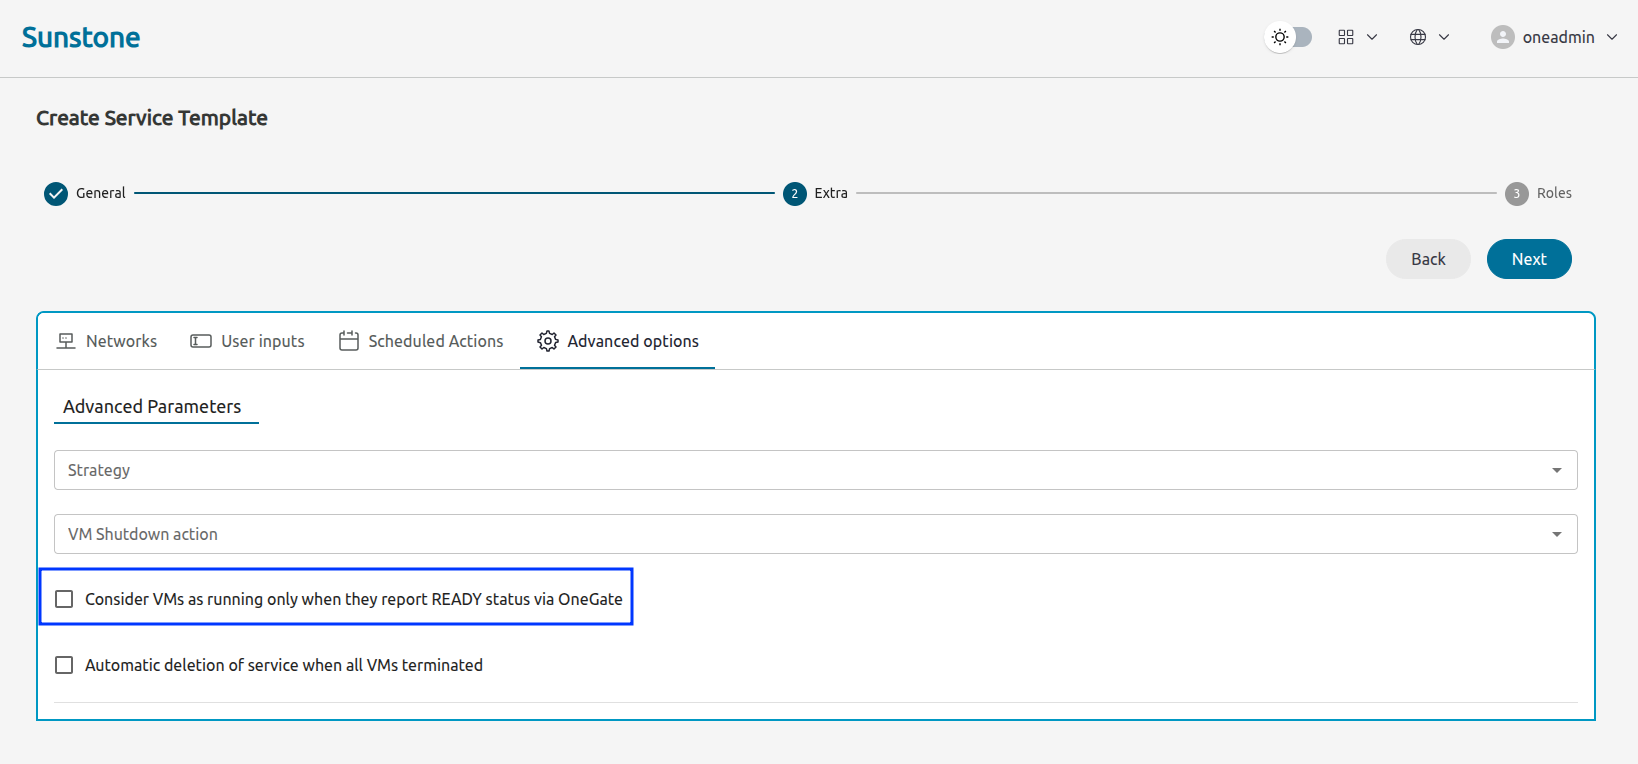 Sunstone
oneadmin
Create Service Template
General
2 Extra
3 Roles
Back Next
Networks User inputs Scheduled Actions Advanced options
Advanced Parameters
Strategy
VM Shutdown action
Consider VMs as running only when they report READY status via OneGate
Automatic deletion of service when all VMs terminated